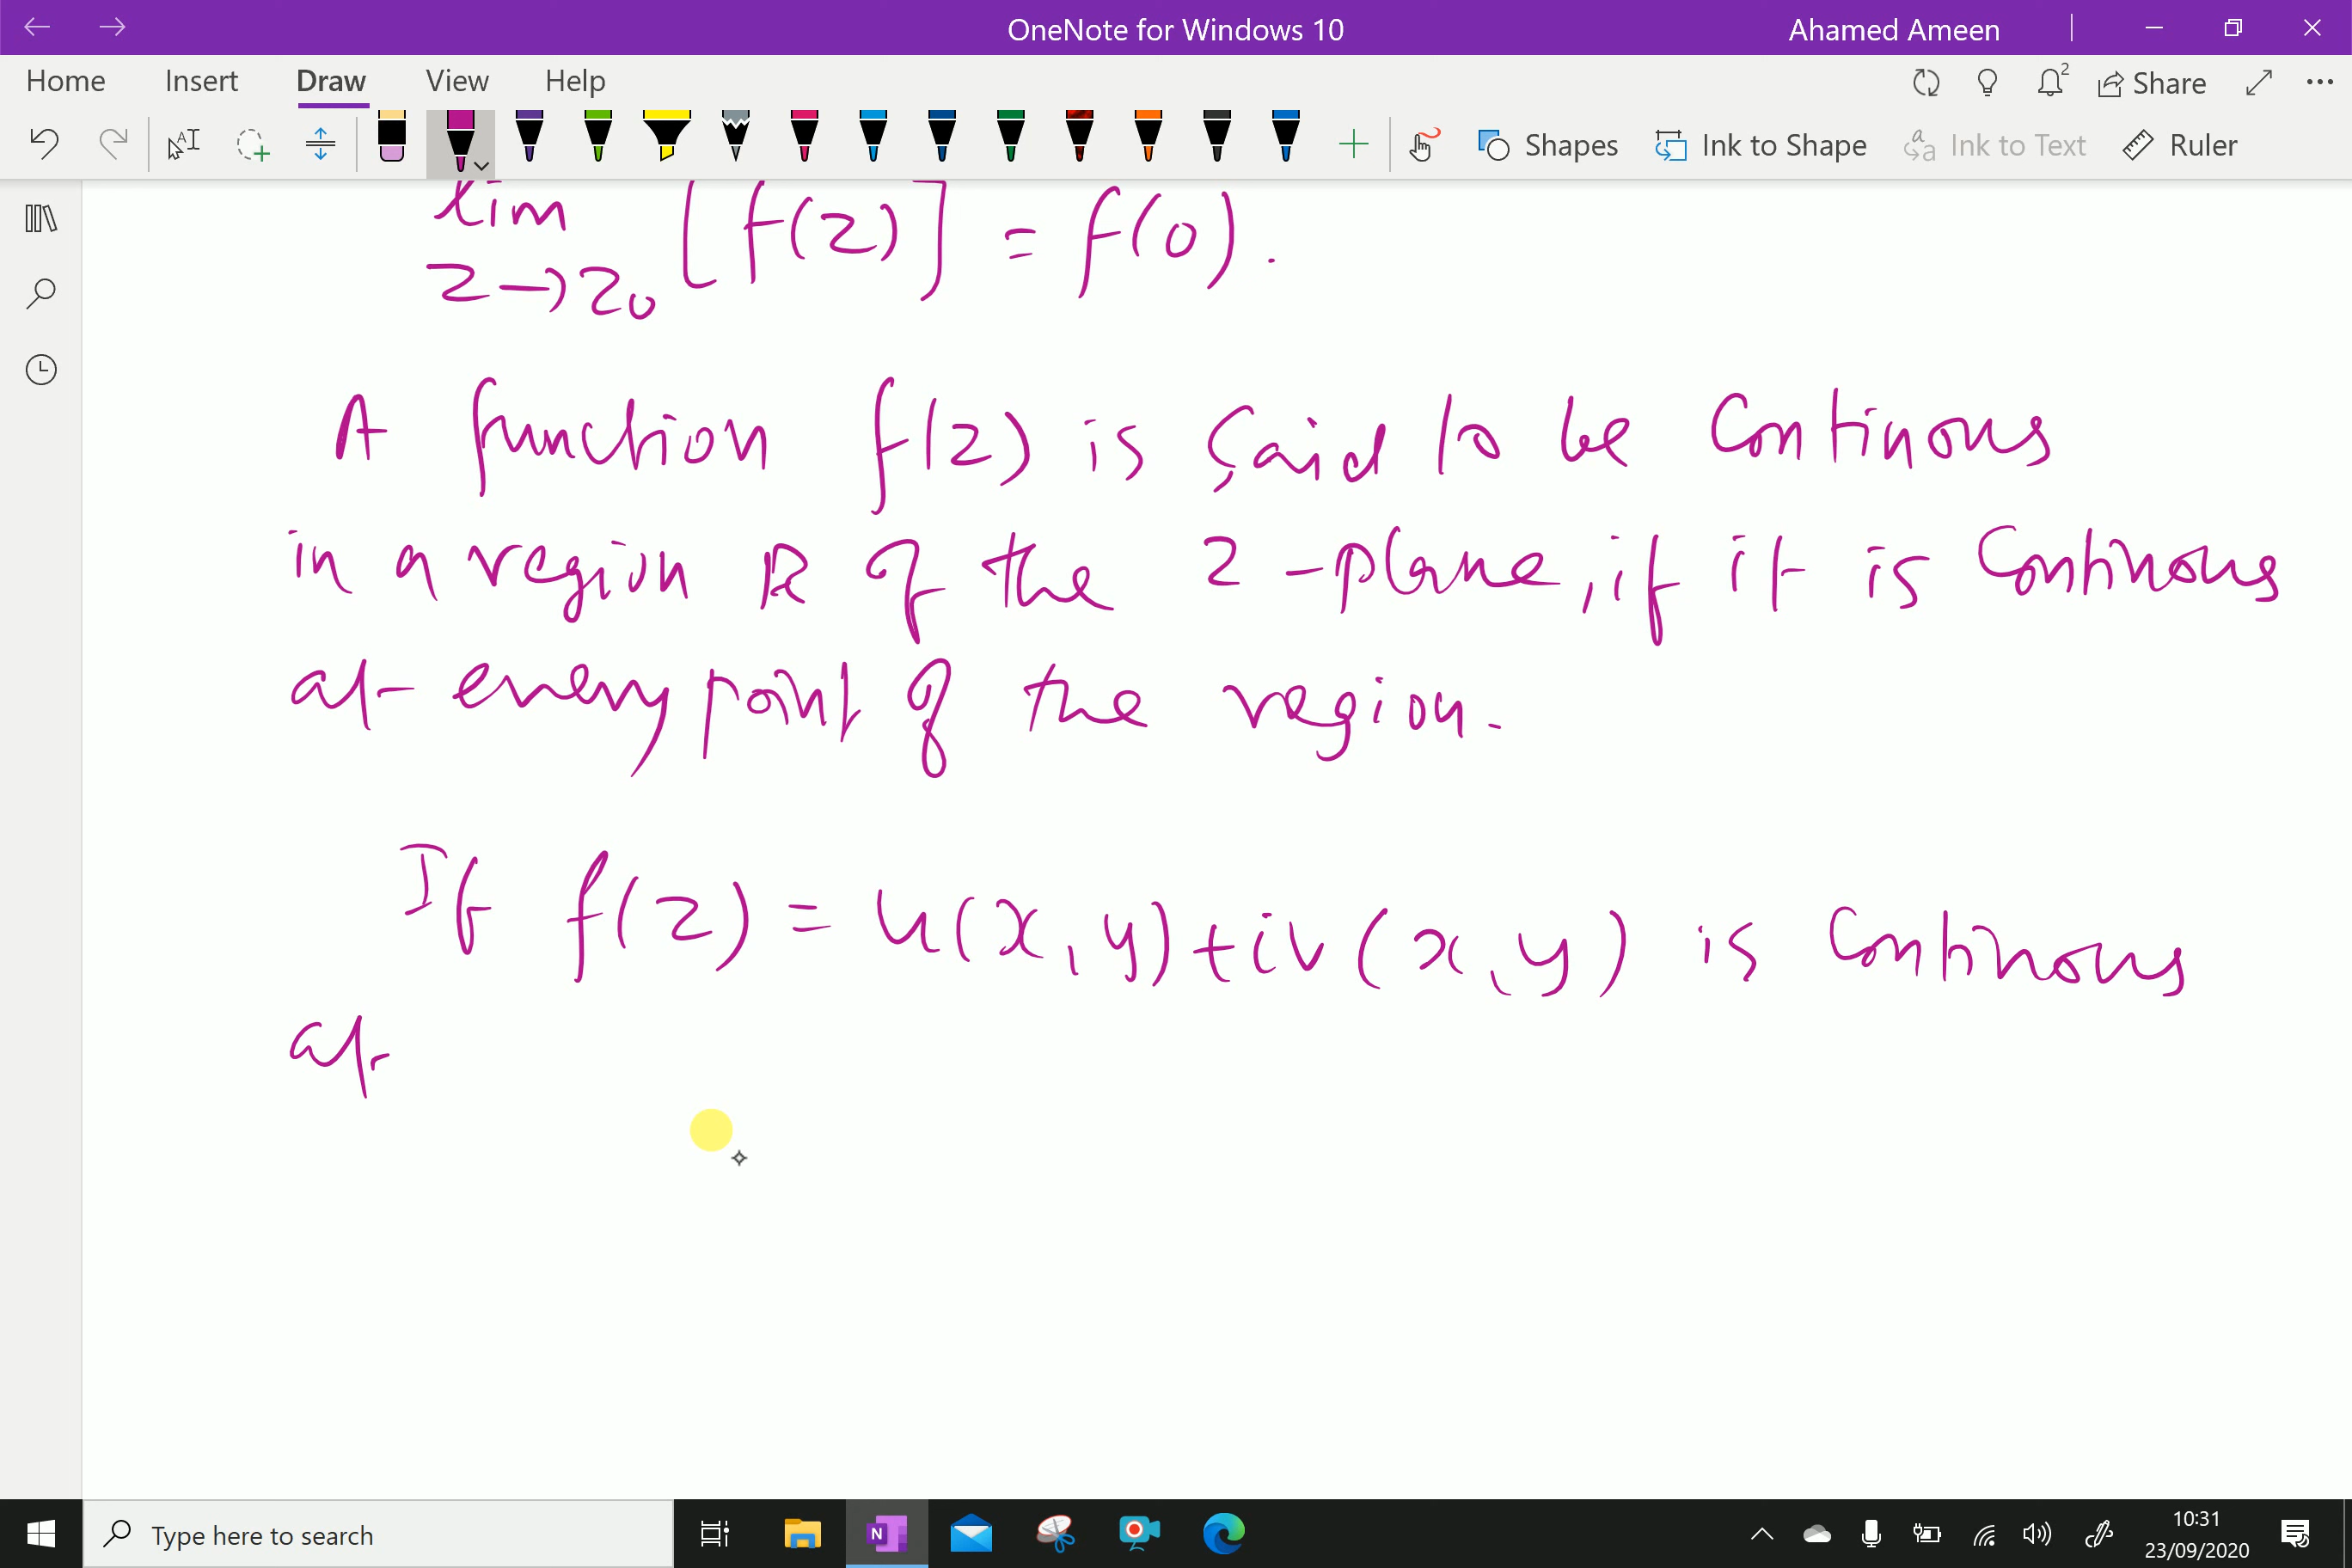 OneNote for Windows 10
Ahamed Ameen
Home Insert Draw View Help
2
Share
Shapes
Ink to Shape
Ink to Text
Ruler
lim [f(z)] = f(0).
z→z₀
A function f(z) is said to be Continous
in a region R of the z-plane, if it is Continous
at every point of the region.
If f(z) = u(x,y)+iv(x,y) is Continous
at
Type here to search
10:31
23/09/2020